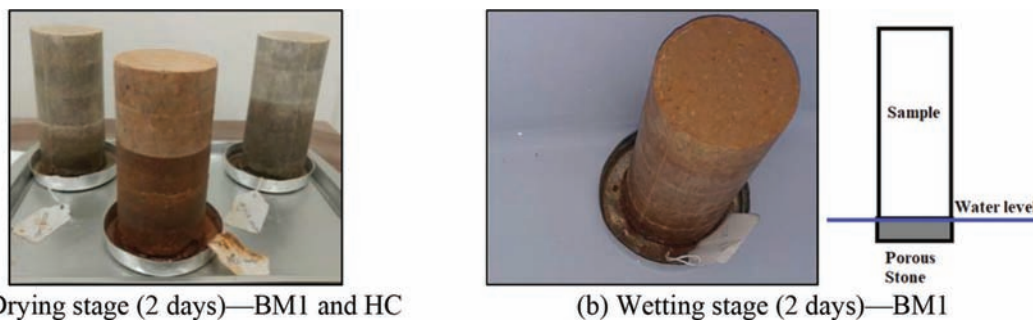 Sample
Water level
Porous
Stone
Drying stage (2 days)—BM1 and HC
(b) Wetting stage (2 days)—BM1